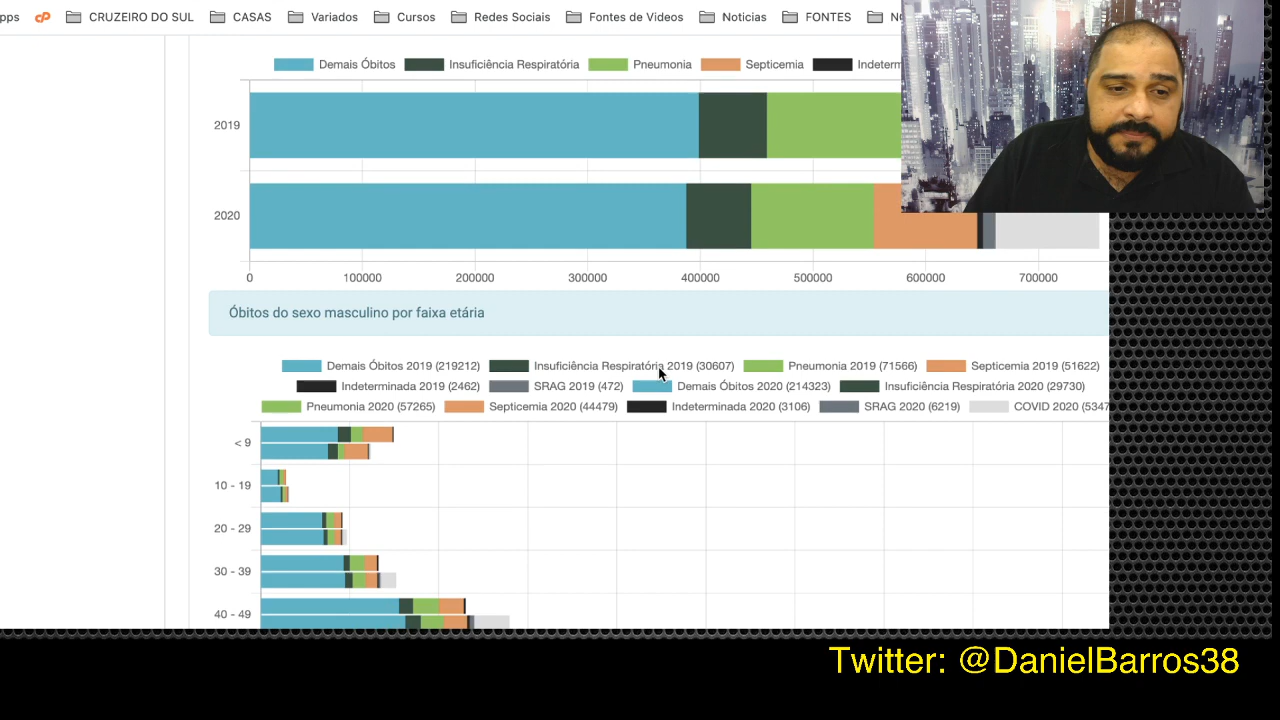 pps CRUZEIRO DO SUL CASAS Variados Cursos Redes Sociais Fontes de Videos Noticias FONTES
Demais Óbitos Insuficiência Respiratória Pneumonia Septicemia Indeterm
2019
2020
0 100000 200000 300000 400000 500000 600000 700000
Óbitos do sexo masculino por faixa etária
Demais Óbitos 2019 (219212) Insuficiência Respiratória 2019 (30607) Pneumonia 2019 (71566) Septicemia 2019 (51622)
Indeterminada 2019 (2462) SRAG 2019 (472) Demais Óbitos 2020 (214323) Insuficiência Respiratória 2020 (29730)
Pneumonia 2020 (57265) Septicemia 2020 (44479) Indeterminada 2020 (3106) SRAG 2020 (6219) COVID 2020 (5347
< 9
10 - 19
20 - 29
30 - 39
40 - 49
Twitter: @DanielBarros38